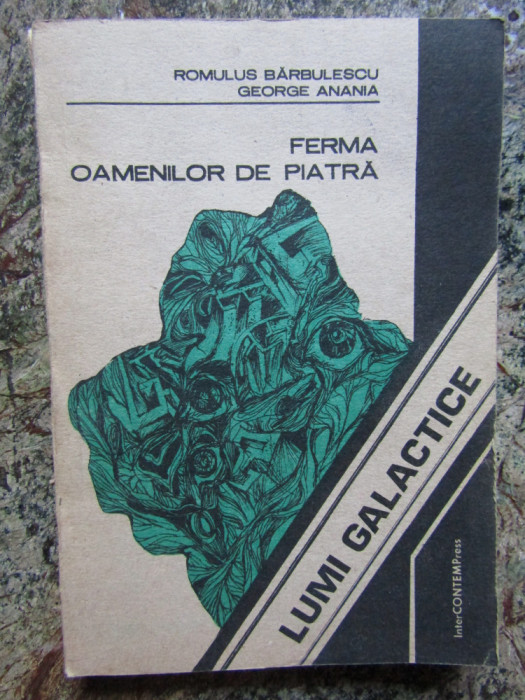 ROMULUS BĂRBULESCU
GEORGE ANANIA
FERMA
OAMENILOR DE PIATRĂ
LUMI GALACTICE
InterCONTEMPress